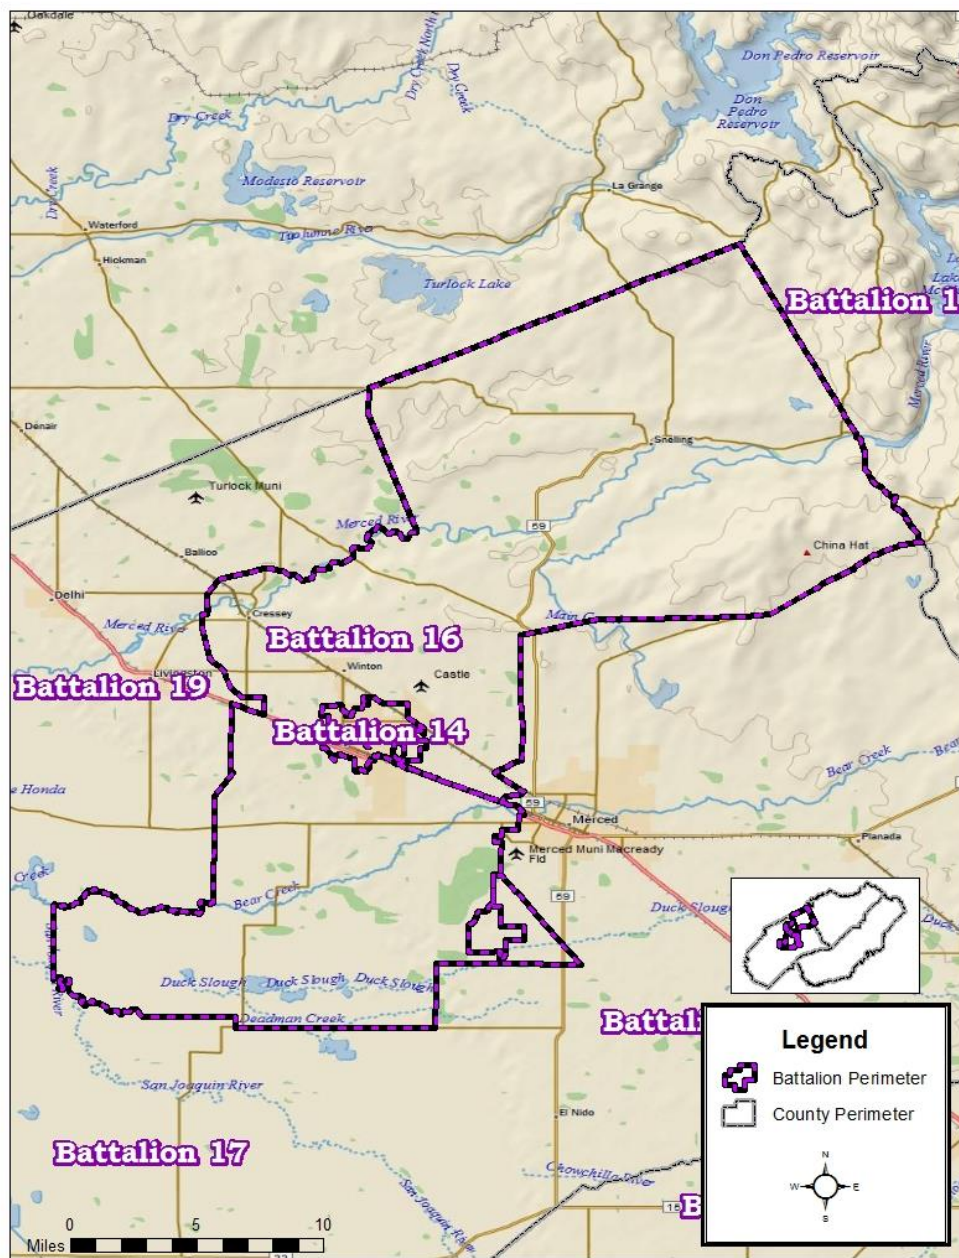 Oakdale
Dry Creek North
Dry Creek
Don Pedro Reservoir
Don
Pedro
Reservoir
Dry Creek
Modesto Reservoir
Dry Creek
La Grange
Waterford
Tuolumne River
Hickman
Turlock Lake
Battalion 1
Merced River
Denair
Snelling
Turlock Muni
Merced River
59
Ballico
China Hat
Delhi
Cressey
Main C
Merced River
Battalion 16
Winton
Livingston
Castle
Battalion 19
Battalion 14
Bear Creek
Bear
e Honda
59
Merced
Planada
Merced Muni Macready
Fld
Creek
Bear Creek
59
Duck Slough
Duck
River
Duck Slough
Duck Slough
Duck Slough
Deadman Creek
Battali
San Joaquin River
El Nido
Battalion 17
Chowchilla River
San Joaquin River
B
Legend
Battalion Perimeter
County Perimeter
N
W
E
S
0 5 10
Miles